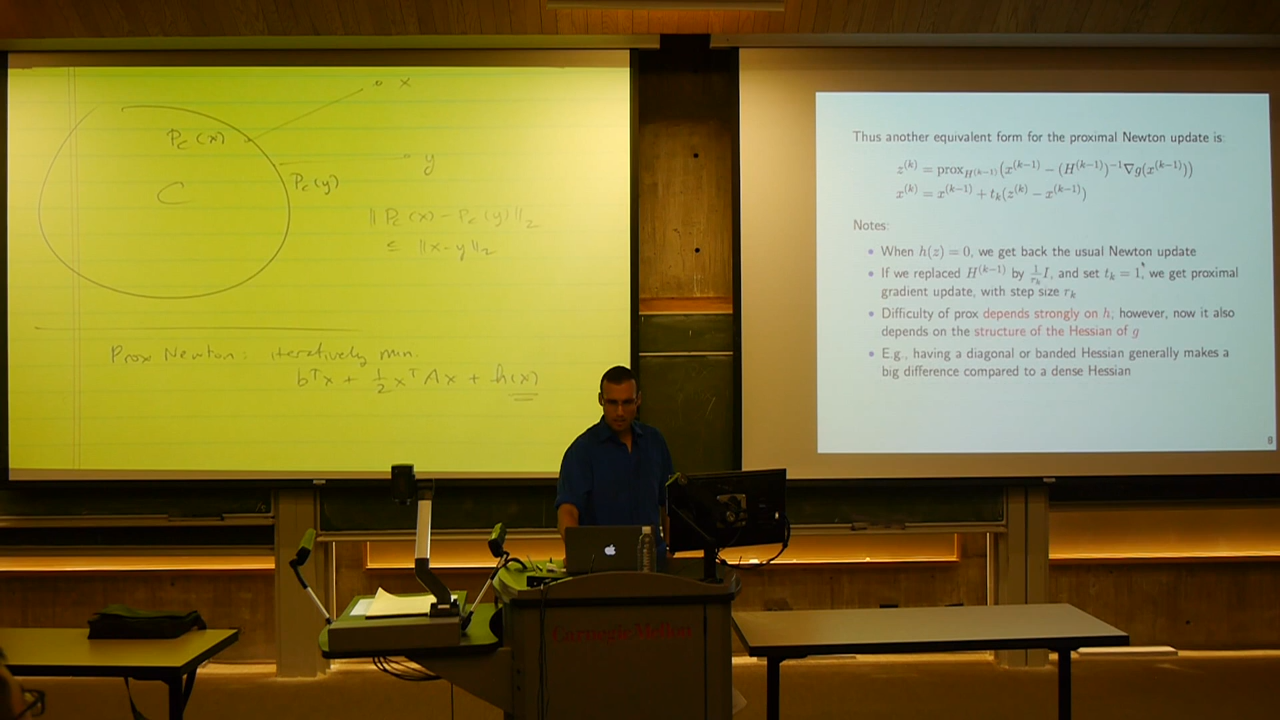 x
P_C(x)
y
P_C(y)
C
‖P_C(x) - P_C(y)‖_2
≤ ‖x-y‖_2
Prox Newton: iteratively min.
b^T x + 1/2 x^T A x + h(x)
Thus another equivalent form for the proximal Newton update is:
z^(k) = prox_{H^(k−1)}(x^(k−1) − (H^(k−1))^−1 ∇g(x^(k−1)))
x^(k) = x^(k−1) + t_k(z^(k) − x^(k−1))
Notes:
• When h(z) = 0, we get back the usual Newton update
• If we replaced H^(k−1) by 1/r_k I, and set t_k = 1, we get proximal
gradient update, with step size r_k
• Difficulty of prox depends strongly on h; however, now it also
depends on the structure of the Hessian of g
• E.g., having a diagonal or banded Hessian generally makes a
big difference compared to a dense Hessian
8
Carnegie Mellon